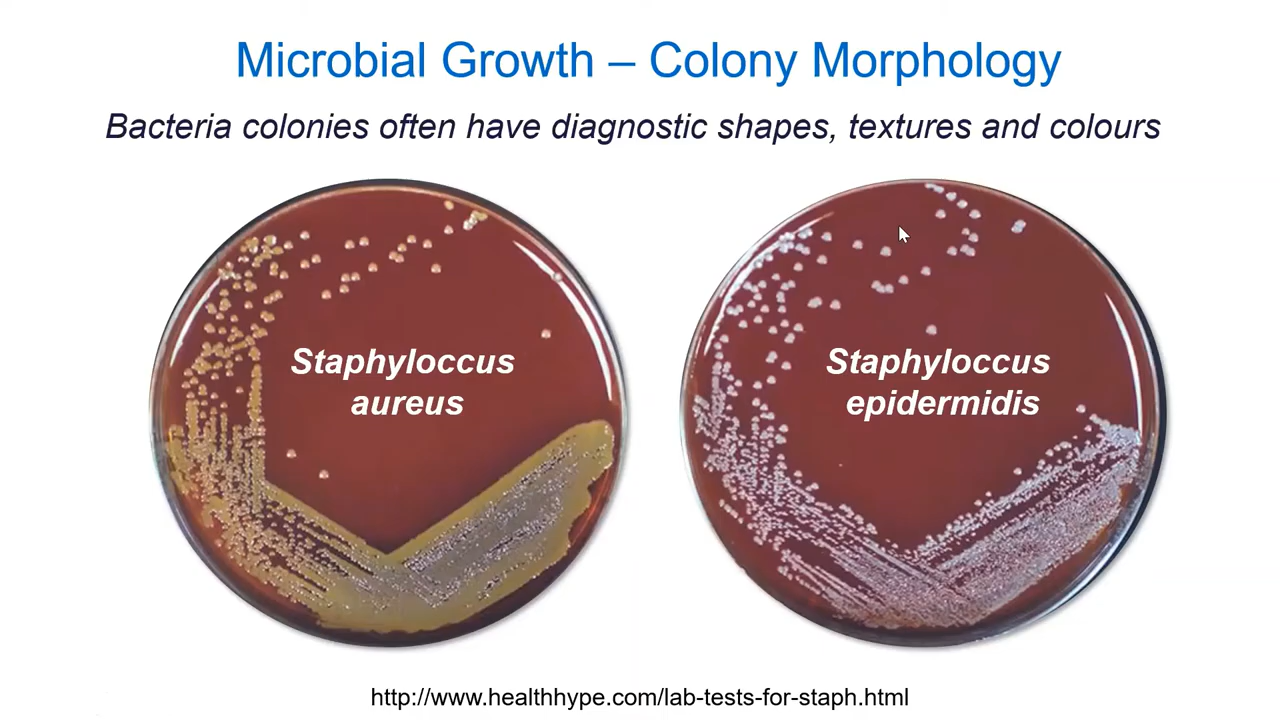 Microbial Growth – Colony Morphology
Bacteria colonies often have diagnostic shapes, textures and colours
Staphyloccus
aureus
Staphyloccus
epidermidis
http://www.healthhype.com/lab-tests-for-staph.html